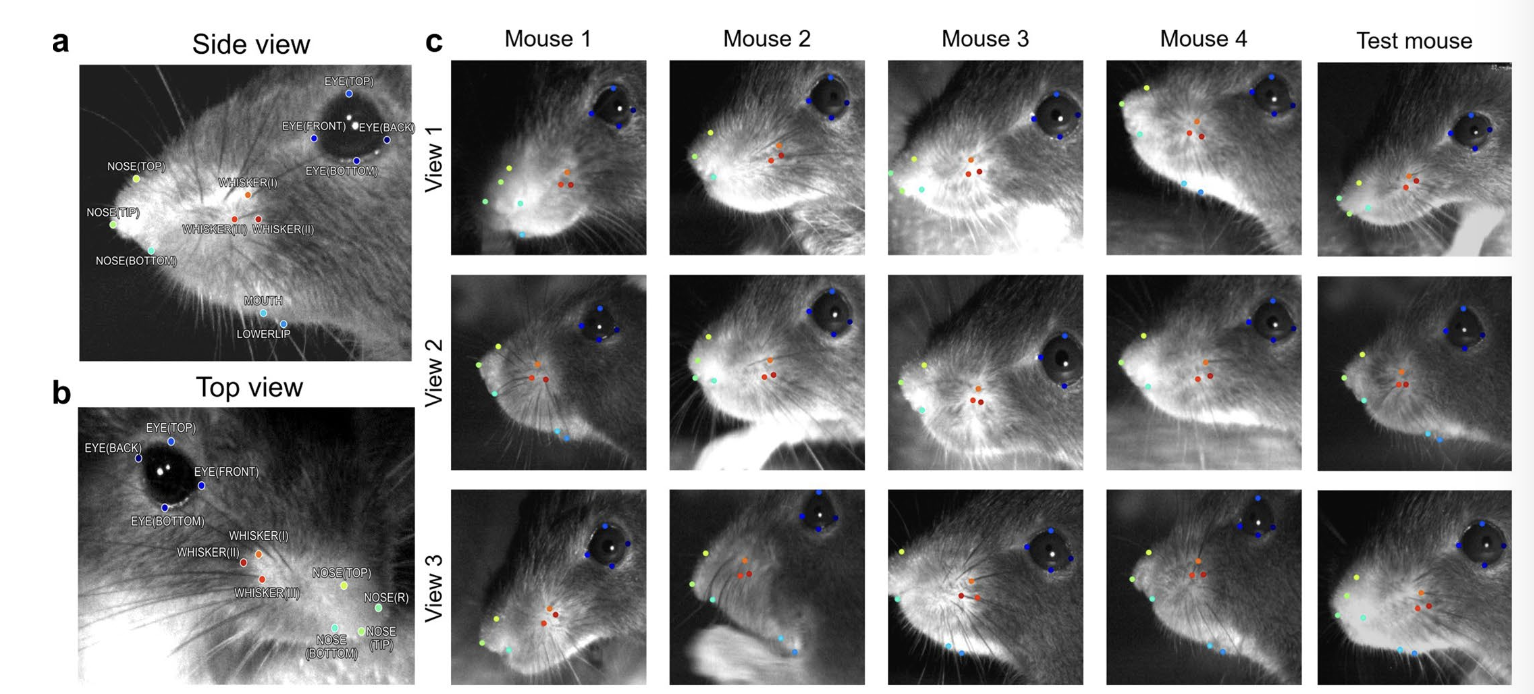 a
Side view
EYE(TOP)
EYE(FRONT)
EYE(BACK)
EYE(BOTTOM)
NOSE(TOP)
WHISKER(I)
NOSE(TIP)
WHISKER(III)
WHISKER(II)
NOSE(BOTTOM)
MOUTH
LOWERLIP
b
Top view
EYE(TOP)
EYE(BACK)
EYE(FRONT)
EYE(BOTTOM)
WHISKER(I)
WHISKER(II)
NOSE(TOP)
WHISKER(III)
NOSE(R)
NOSE
(BOTTOM)
NOSE
(TIP)
c
Mouse 1
Mouse 2
Mouse 3
Mouse 4
Test mouse
View 1
View 2
View 3